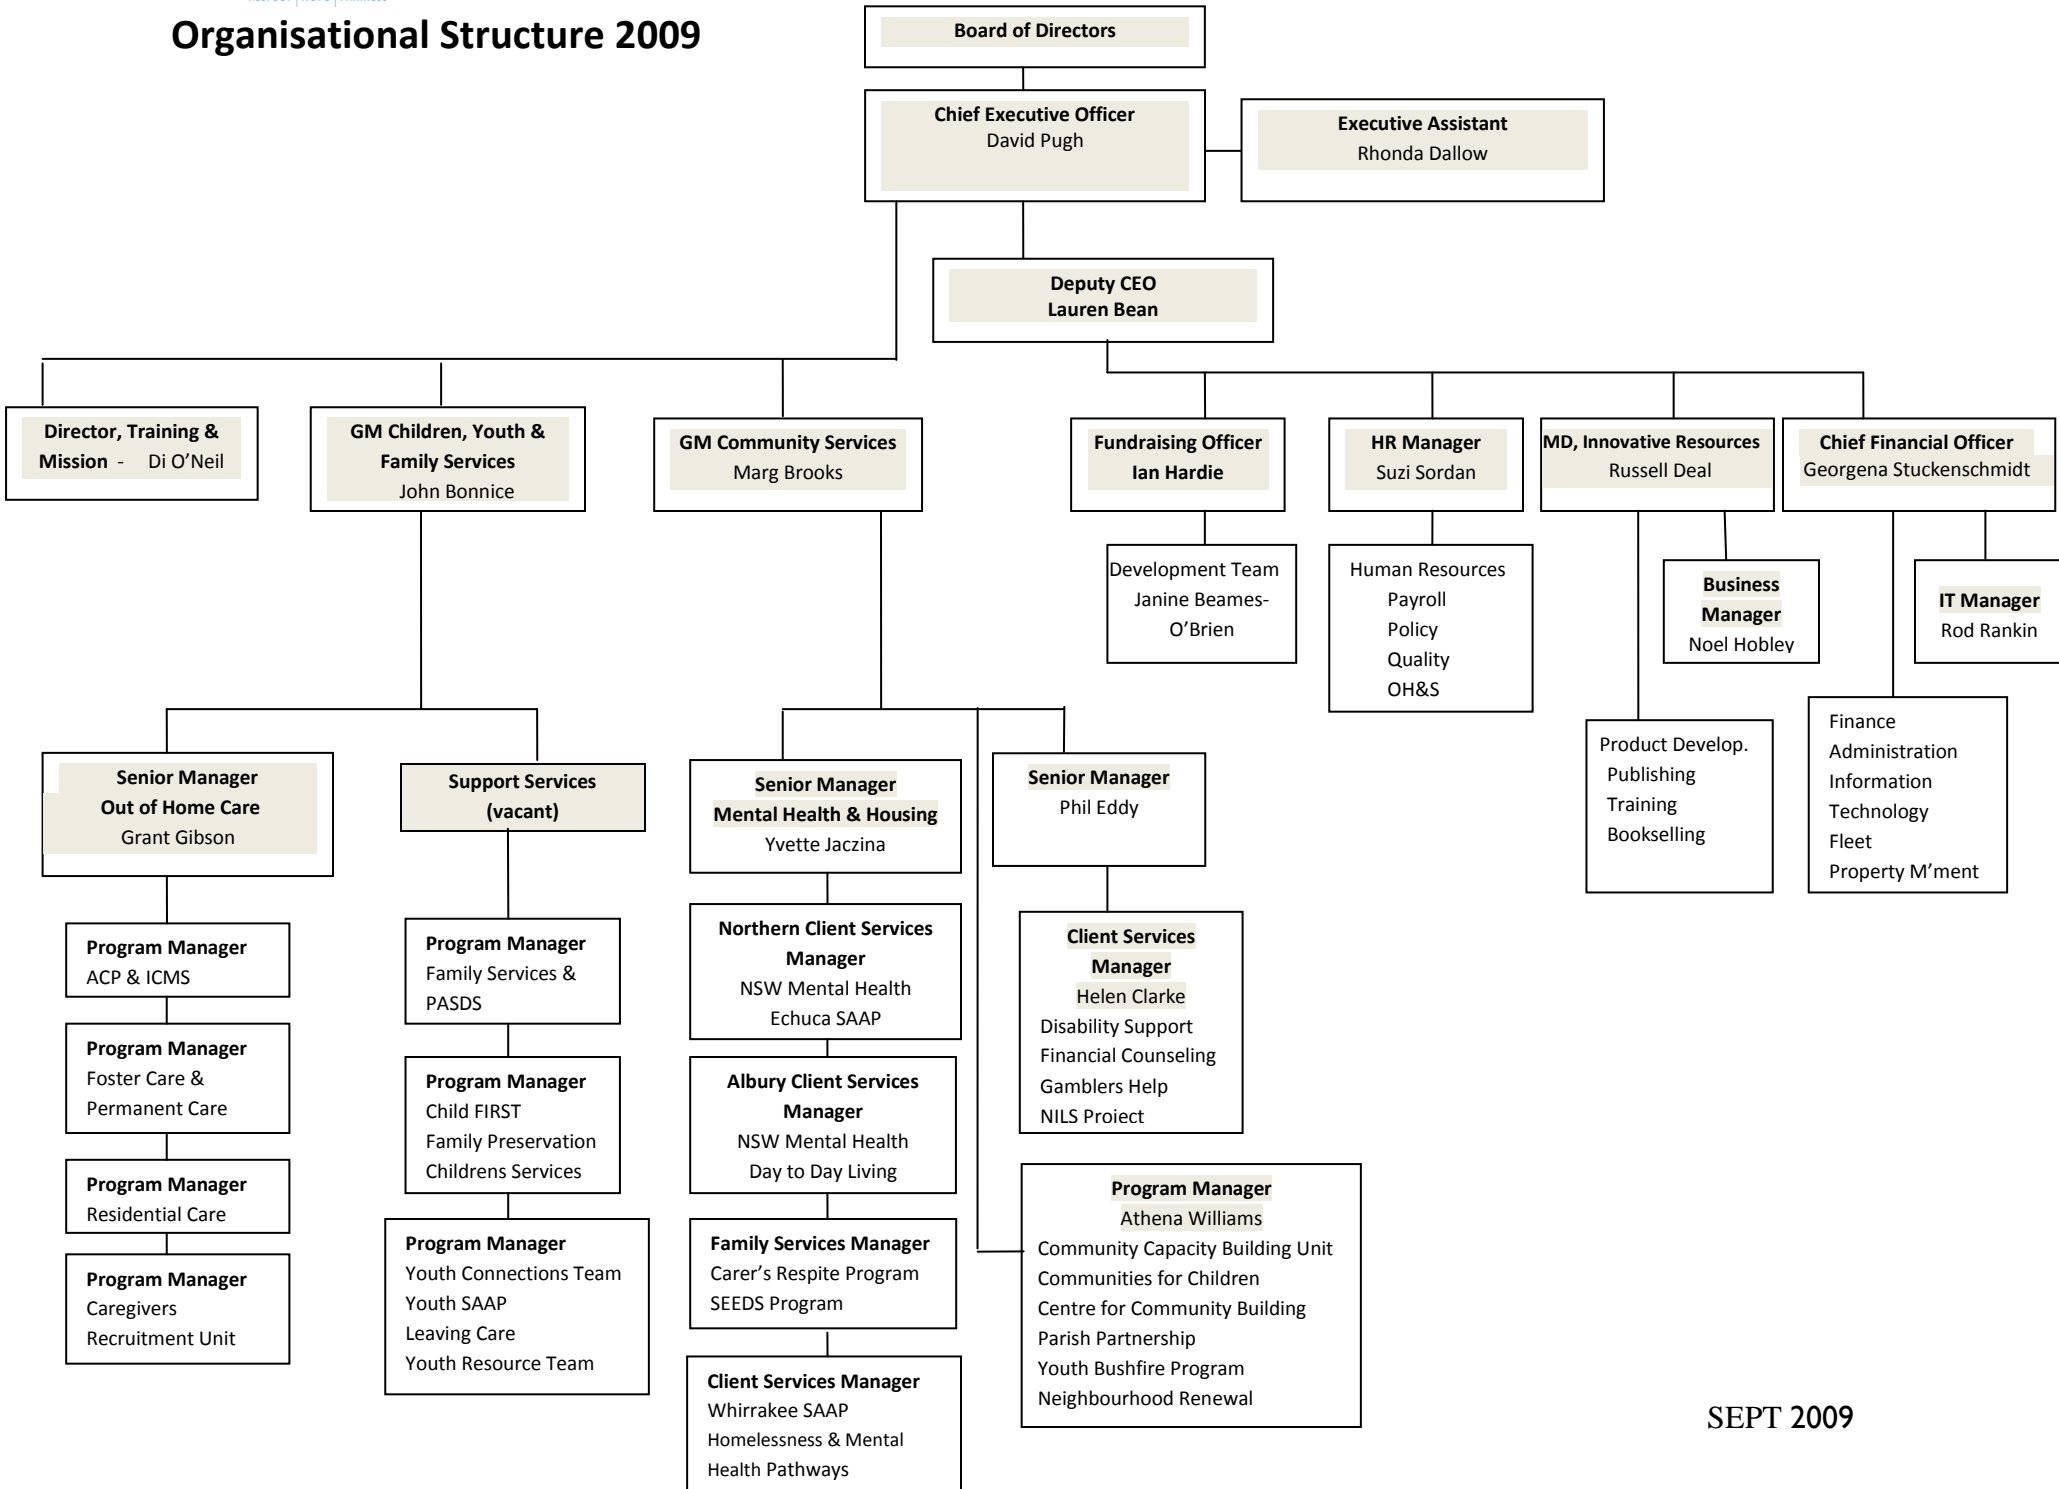 Organisational Structure 2009
Board of Directors
Chief Executive Officer
David Pugh
Executive Assistant
Rhonda Dallow
Deputy CEO
Lauren Bean
Director, Training &
Mission - Di O’Neil
GM Children, Youth &
Family Services
John Bonnice
GM Community Services
Marg Brooks
Fundraising Officer
Ian Hardie
HR Manager
Suzi Sordan
MD, Innovative Resources
Russell Deal
Chief Financial Officer
Georgena Stuckenschmidt
Development Team
Janine Beames-
O’Brien
Human Resources
Payroll
Policy
Quality
OH&S
Business
Manager
Noel Hobley
IT Manager
Rod Rankin
Product Develop.
Publishing
Training
Bookselling
Finance
Administration
Information
Technology
Fleet
Property M’ment
Senior Manager
Out of Home Care
Grant Gibson
Support Services
(vacant)
Senior Manager
Mental Health & Housing
Yvette Jaczina
Senior Manager
Phil Eddy
Program Manager
ACP & ICMS
Program Manager
Foster Care &
Permanent Care
Program Manager
Residential Care
Program Manager
Caregivers
Recruitment Unit
Program Manager
Family Services &
PASDS
Program Manager
Child FIRST
Family Preservation
Childrens Services
Program Manager
Youth Connections Team
Youth SAAP
Leaving Care
Youth Resource Team
Northern Client Services
Manager
NSW Mental Health
Echuca SAAP
Albury Client Services
Manager
NSW Mental Health
Day to Day Living
Family Services Manager
Carer’s Respite Program
SEEDS Program
Client Services Manager
Whirrakee SAAP
Homelessness & Mental
Health Pathways
Client Services
Manager
Helen Clarke
Disability Support
Financial Counseling
Gamblers Help
NILS Project
Program Manager
Athena Williams
Community Capacity Building Unit
Communities for Children
Centre for Community Building
Parish Partnership
Youth Bushfire Program
Neighbourhood Renewal
SEPT 2009